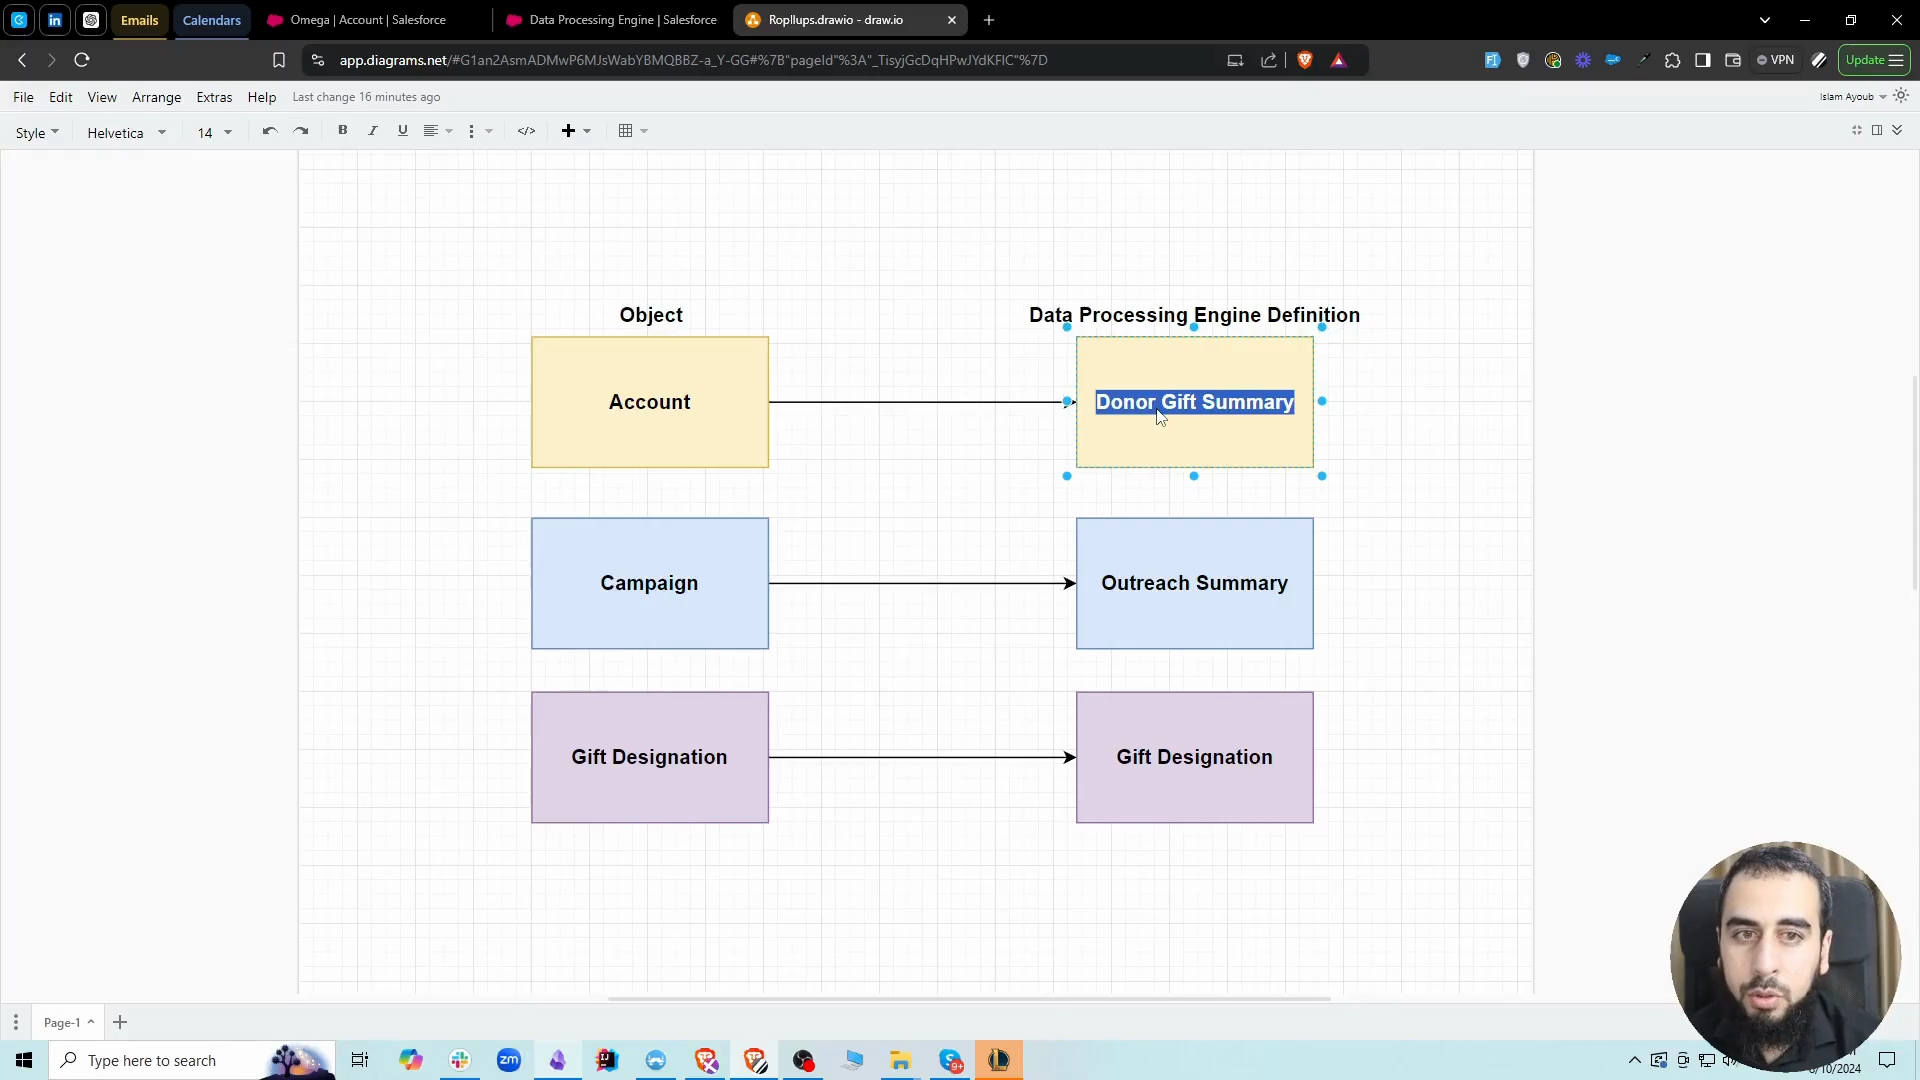 Emails
Calendars
Omega | Account | Salesforce
Data Processing Engine | Salesforce
Ropllups.drawio - draw.io
app.diagrams.net/#G1an2AsmADMwP6MJsWabYBMQBBZ-a_Y-GG#%7B"pageId"%3A"_TisyjGcDqHPwJYdKFIC"%7D
VPN
Update
File
Edit
View
Arrange
Extras
Help
Last change 16 minutes ago
Islam Ayoub
Style
Helvetica
14
B
I
U
Object
Data Processing Engine Definition
Account
Donor Gift Summary
Campaign
Outreach Summary
Gift Designation
Gift Designation
Page-1
Type here to search